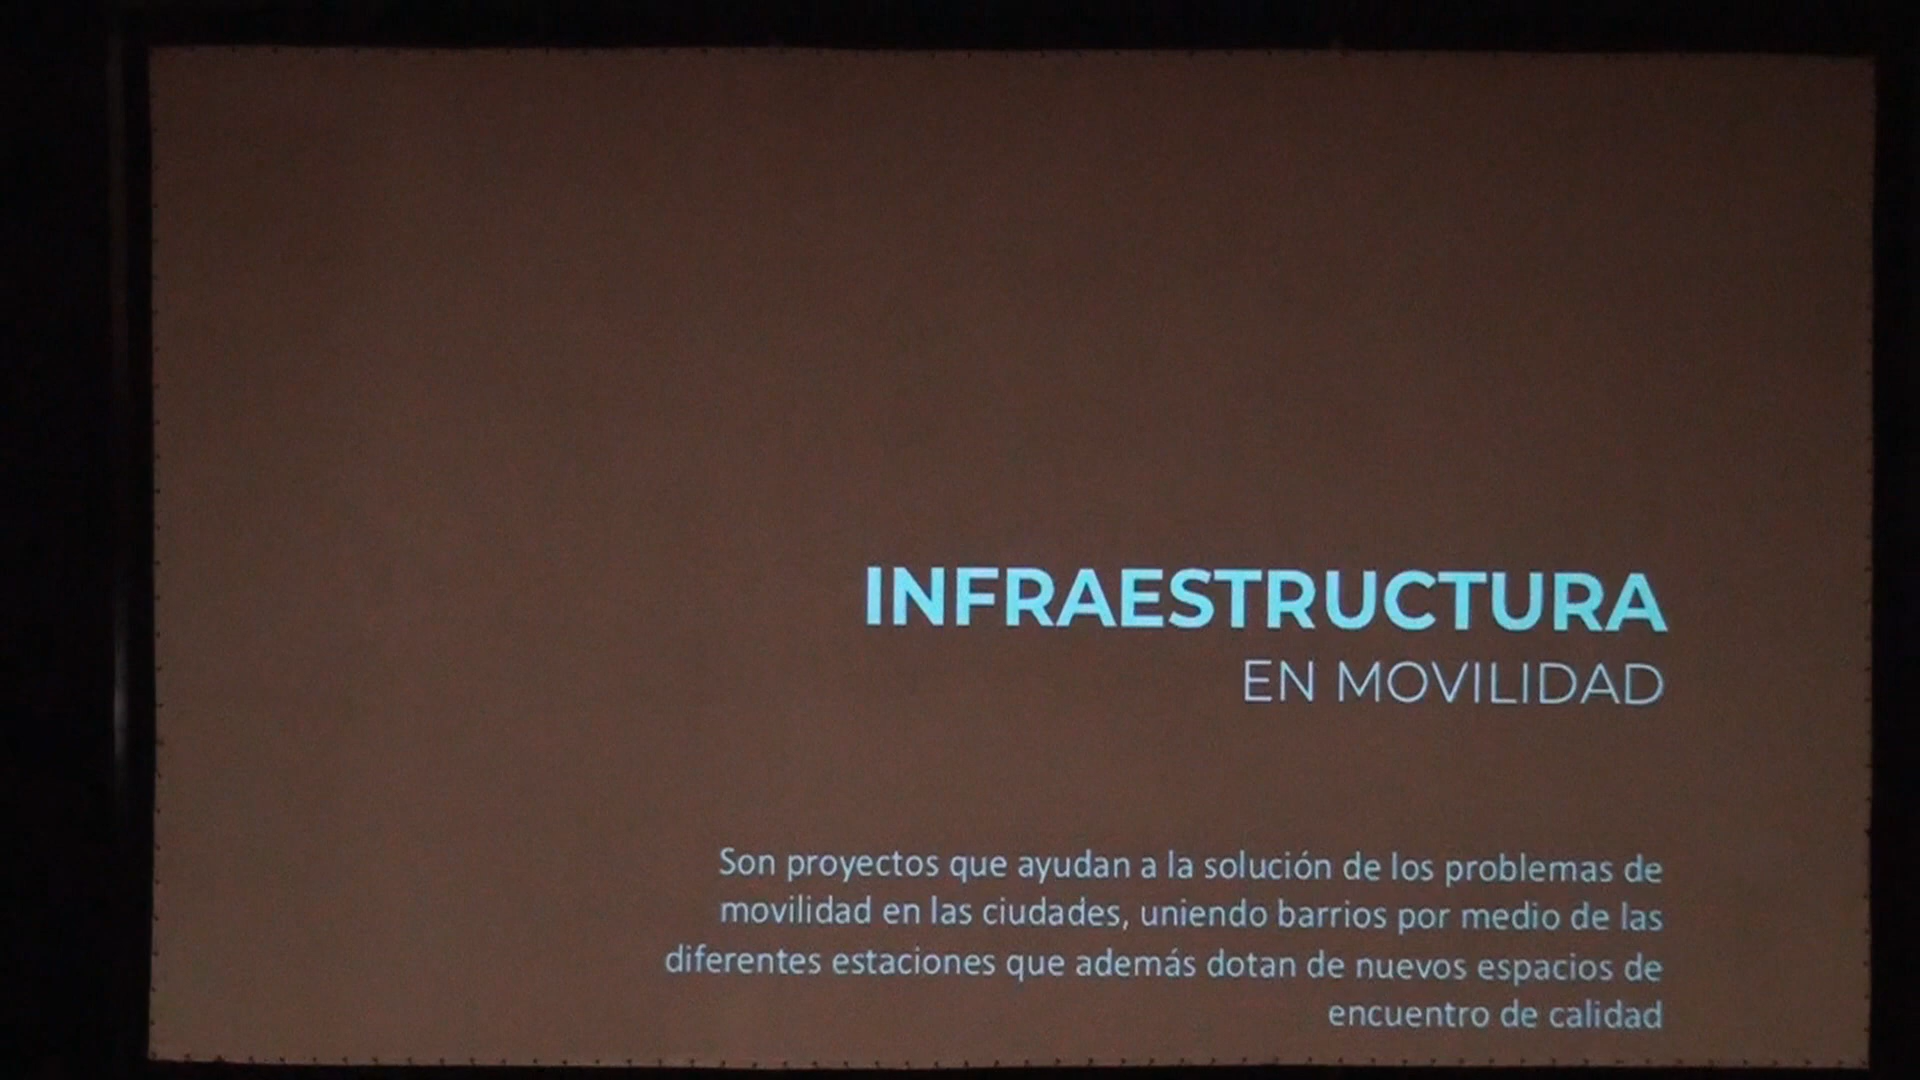 INFRAESTRUCTURA
EN MOVILIDAD
Son proyectos que ayudan a la solución de los problemas de
movilidad en las ciudades, uniendo barrios por medio de las
diferentes estaciones que además dotan de nuevos espacios de
encuentro de calidad